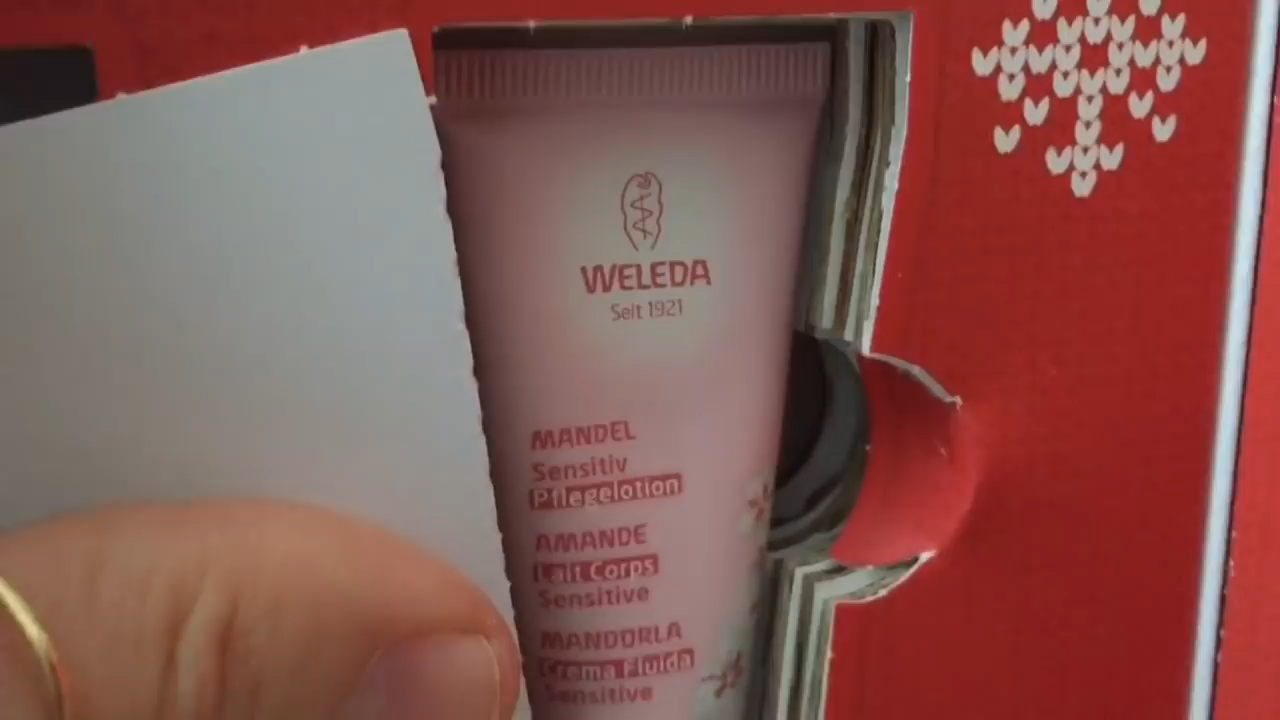 WELEDA
Seit 1921
MANDEL
Sensitiv
Pflegelotion
AMANDE
Lait Corps
Sensitive
MANDORLA
Crema Fluida
Sensitive